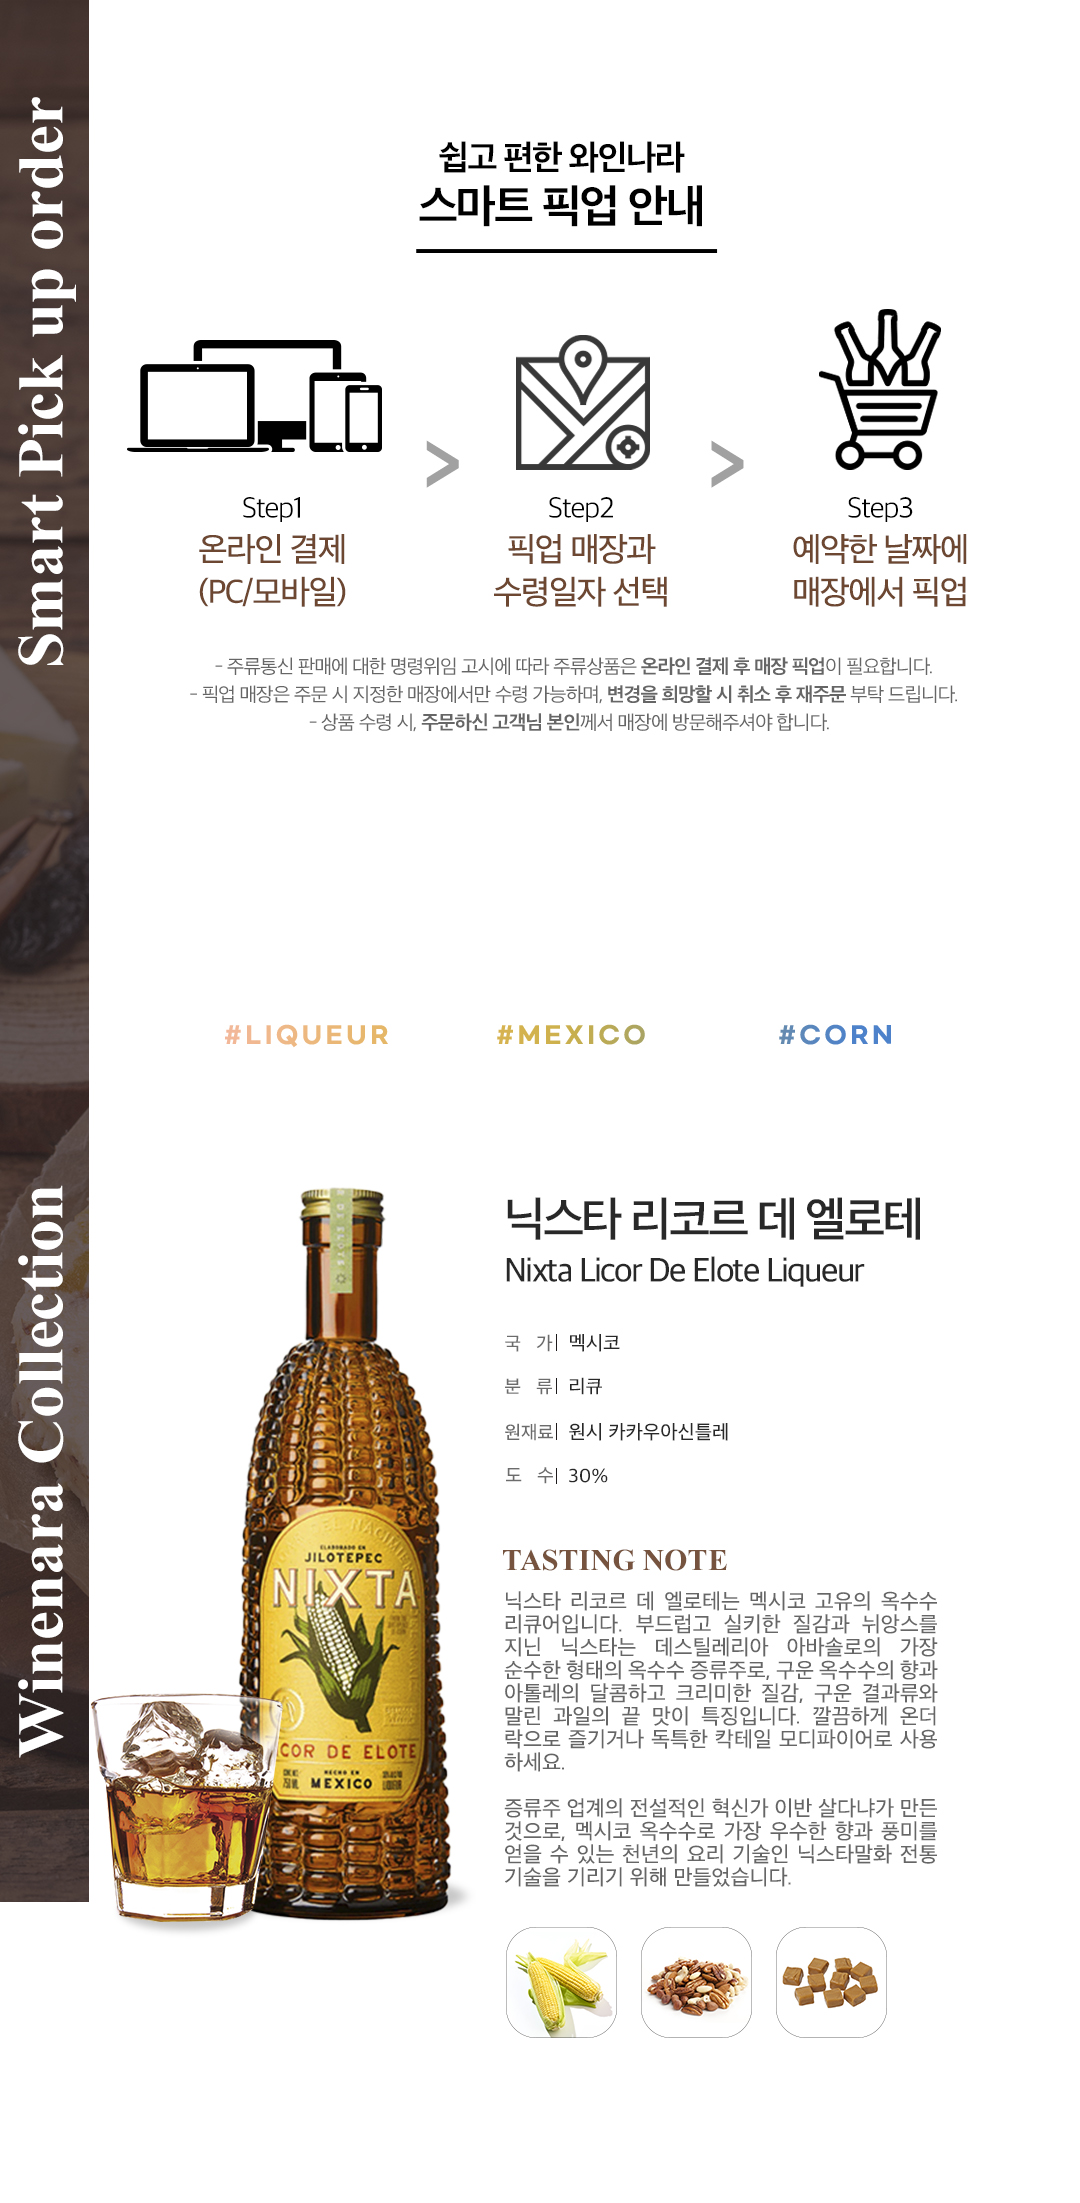 Smart Pick up order
쉽고 편한 와인나라
스마트 픽업 안내
>
>
Step1
온라인 결제
(PC/모바일)
Step2
픽업 매장과
수령일자 선택
Step3
예약한 날짜에
매장에서 픽업
- 주류통신 판매에 대한 명령위임 고시에 따라 주류상품은 온라인 결제 후 매장 픽업이 필요합니다.
- 픽업 매장은 주문 시 지정한 매장에서만 수령 가능하며, 변경을 희망할 시 취소 후 재주문 부탁 드립니다.
- 상품 수령 시, 주문하신 고객님 본인께서 매장에 방문해주셔야 합니다.
#LIQUEUR
#MEXICO
#CORN
Winenara Collection
닉스타 리코르 데 엘로테
Nixta Licor De Elote Liqueur
국 가| 멕시코
분 류| 리큐
원재료| 원시 카카우아신틀레
도 수| 30%
TASTING NOTE
닉스타 리코르 데 엘로테는 멕시코 고유의 옥수수
리큐어입니다. 부드럽고 실키한 질감과 뉘앙스를
지닌 닉스타는 데스틸레리아 아바솔로의 가장
순수한 형태의 옥수수 증류주로, 구운 옥수수의 향과
아톨레의 달콤하고 크리미한 질감, 구운 견과류와
말린 과일의 끝 맛이 특징입니다. 깔끔하게 온더
락으로 즐기거나 독특한 칵테일 모디파이어로 사용
하세요.
증류주 업계의 전설적인 혁신가 이반 살다냐가 만든
것으로, 멕시코 옥수수로 가장 우수한 향과 풍미를
얻을 수 있는 천년의 요리 기술인 닉스타말화 전통
기술을 기리기 위해 만들었습니다.
ELABORADO EN
JILOTEPEC
NIXTA
COR DE ELOTE
HECHO EN
MEXICO
750 ML